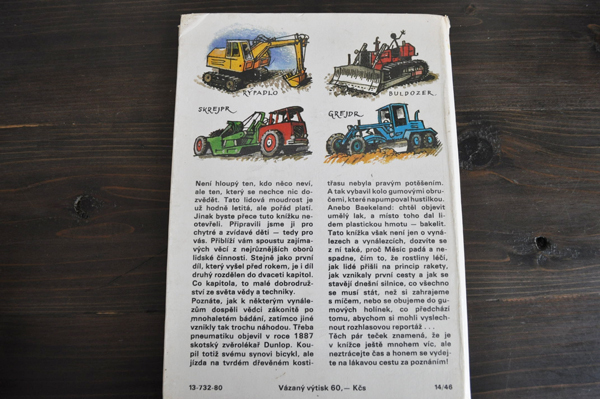 RYPADLO
BULDOZER
SKREJPR
GREJDR
Není hloupý ten, kdo něco neví,
ale ten, který se nechce nic do-
zvědět. Tato lidová moudrost je
už hodně letitá, ale pořád platí.
Jinak byste přece tuto knížku ne-
otevřeli. Připravili jsme ji pro
chytré a zvídavé děti — tedy pro
vás. Přiblíží vám spoustu zajíma-
vých věcí z nejrůznějších oborů
lidské činnosti. Stejně jako první
díl, který vyšel před rokem, je i díl
druhý rozdělen do dvaceti kapitol.
Co kapitola, to malé dobrodruž-
ství ze světa vědy a techniky.
Poznáte, jak k některým vynále-
zům dospěli vědci zákonitě po
mnohaletém bádání, zatímco jiné
vznikly tak trochu náhodou. Třeba
pneumatiku objevil v roce 1887
skotský zvěrolékař Dunlop. Kou-
pil totiž svému synovi bicykl, ale
jízda na tvrdém dřevěném kosti-
třasu nebyla pravým potěšením.
A tak vybavil kolo gumovými obru-
čemi, které napumpoval hustilkou.
Anebo Baekeland: chtěl objevit
umělý lak, a místo toho dal li-
dem plastickou hmotu — bakelit.
Tato knížka však není jen o vyná-
lezech a vynálezcích, dozvíte se
z ní také, proč Měsíc padá a ne-
spadne, čím to, že rostliny léčí,
jak lidé přišli na princip rakety,
jak vznikaly první cesty a jak se
stavějí dnešní silnice, co všechno
se musí stát, než si zahrajeme
s míčem, nebo se obujeme do gu-
mových holínek, co předchází
tomu, abychom si mohli vyslech-
nout rozhlasovou reportáž . . .
Těch pár teček znamená, že je
v knížce ještě mnohem víc, ale
neztrácejte čas a honem se vydej-
te na lákavou cestu za poznáním!
13-732-80
Vázaný výtisk 60,— Kčs
14/46